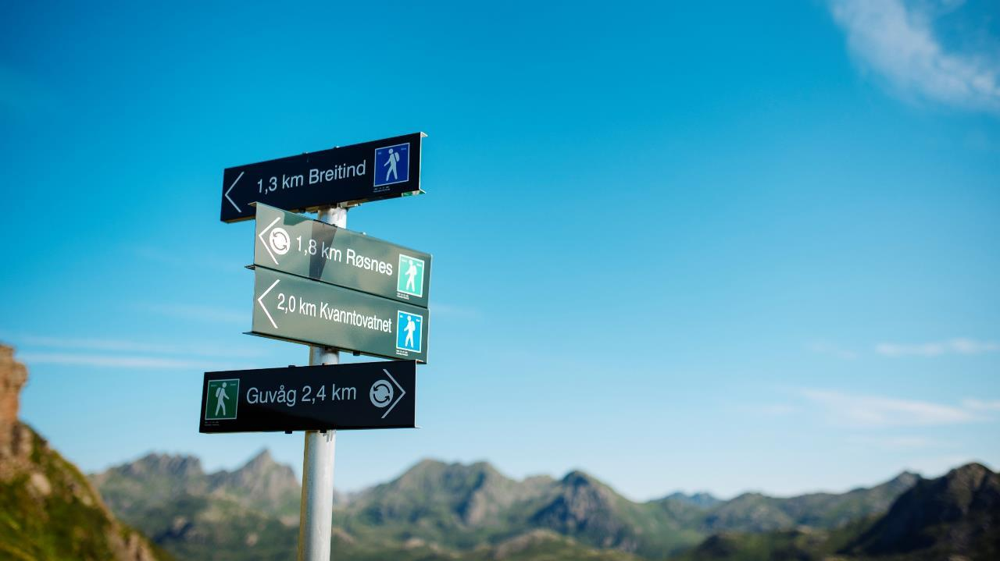 1,3 km Breitind
1,8 km Røsnes
2,0 km Kvanntovatnet
Guvåg 2,4 km